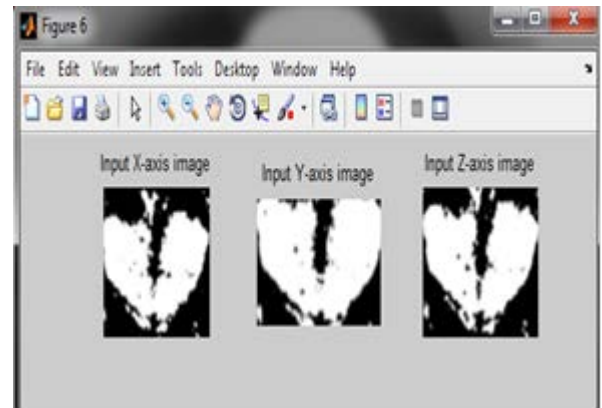 Figure 6
File Edit View Insert Tools Desktop Window Help
Input X-axis image
Input Y-axis image
Input Z-axis image